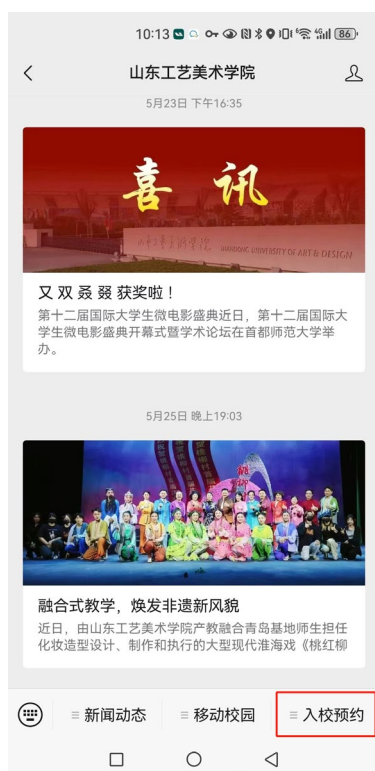 10:13
86
山东工艺美术学院
5月23日 下午16:35
喜 讯
SHANDONG UNIVERSITY OF ART & DESIGN
又 双 叒 叕 获奖啦！
第十二届国际大学生微电影盛典近日，第十二届国际大
学生微电影盛典开幕式暨学术论坛在首都师范大学举
办。
5月25日 晚上19:03
融合式教学，焕发非遗新风貌
近日，由山东工艺美术学院产教融合青岛基地师生担任
化妆造型设计、制作和执行的大型现代淮海戏《桃红柳
新闻动态
移动校园
入校预约